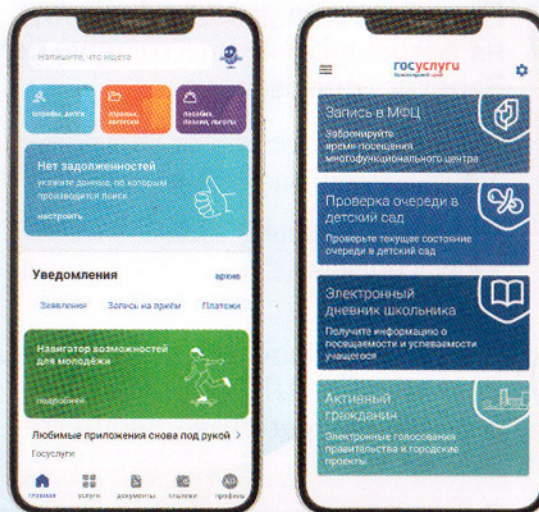 Напишите, что ищете
штрафы, долги
справки,
выписки
пособия,
пенсии, льготы
Нет задолженностей
укажите данные, по которым
производится поиск
настроить
Уведомления
архив
Заявления
Запись на приём
Платежи
Навигатор возможностей
для молодёжи
подробнее
Любимые приложения снова под рукой >
Госуслуги
главная
услуги
документы
платежи
профиль
госуслуги
Запись в МФЦ
Забронируйте
время посещения
многофункционального центра
Проверка очереди в
детский сад
Проверьте текущее состояние
очереди в детский сад
Электронный
дневник школьника
Получите информацию о
посещаемости и успеваемости
учащегося
Активный
гражданин
Электронные голосования
правительства и городские
проекты